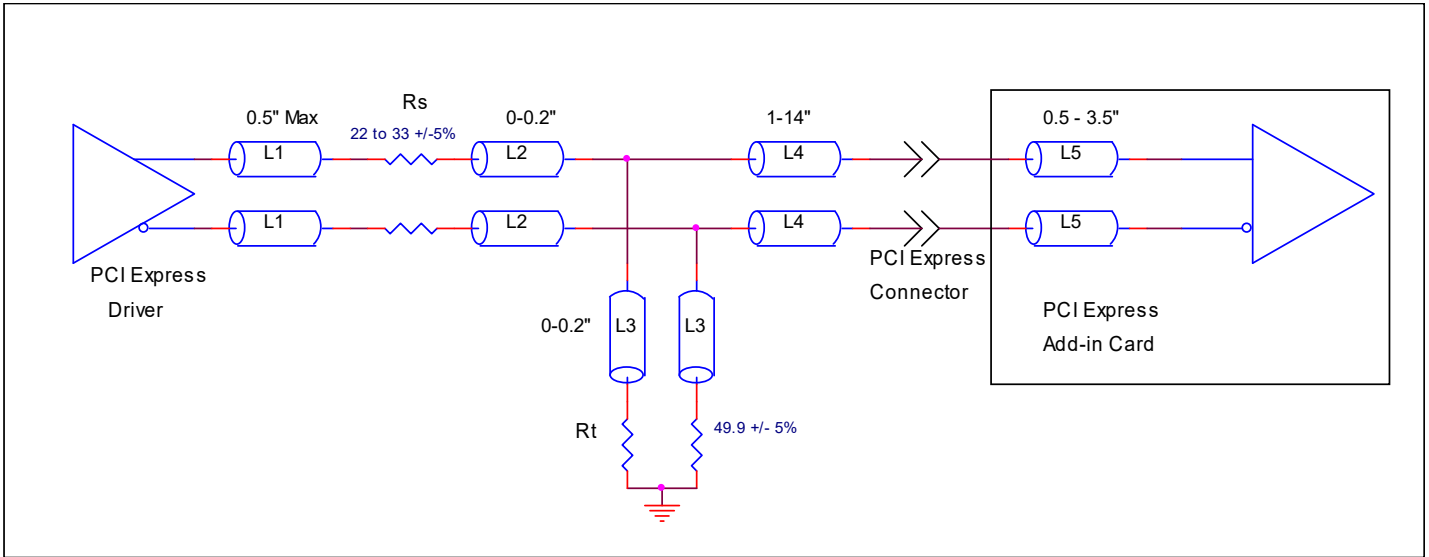 Rs
0.5" Max
22 to 33 +/-5%
0-0.2"
1-14"
0.5 - 3.5"
L1
L2
L4
L5
L1
L2
L4
L5
PCI Express
Driver
PCI Express
Connector
PCI Express
Add-in Card
0-0.2"
L3
L3
Rt
49.9 +/- 5%